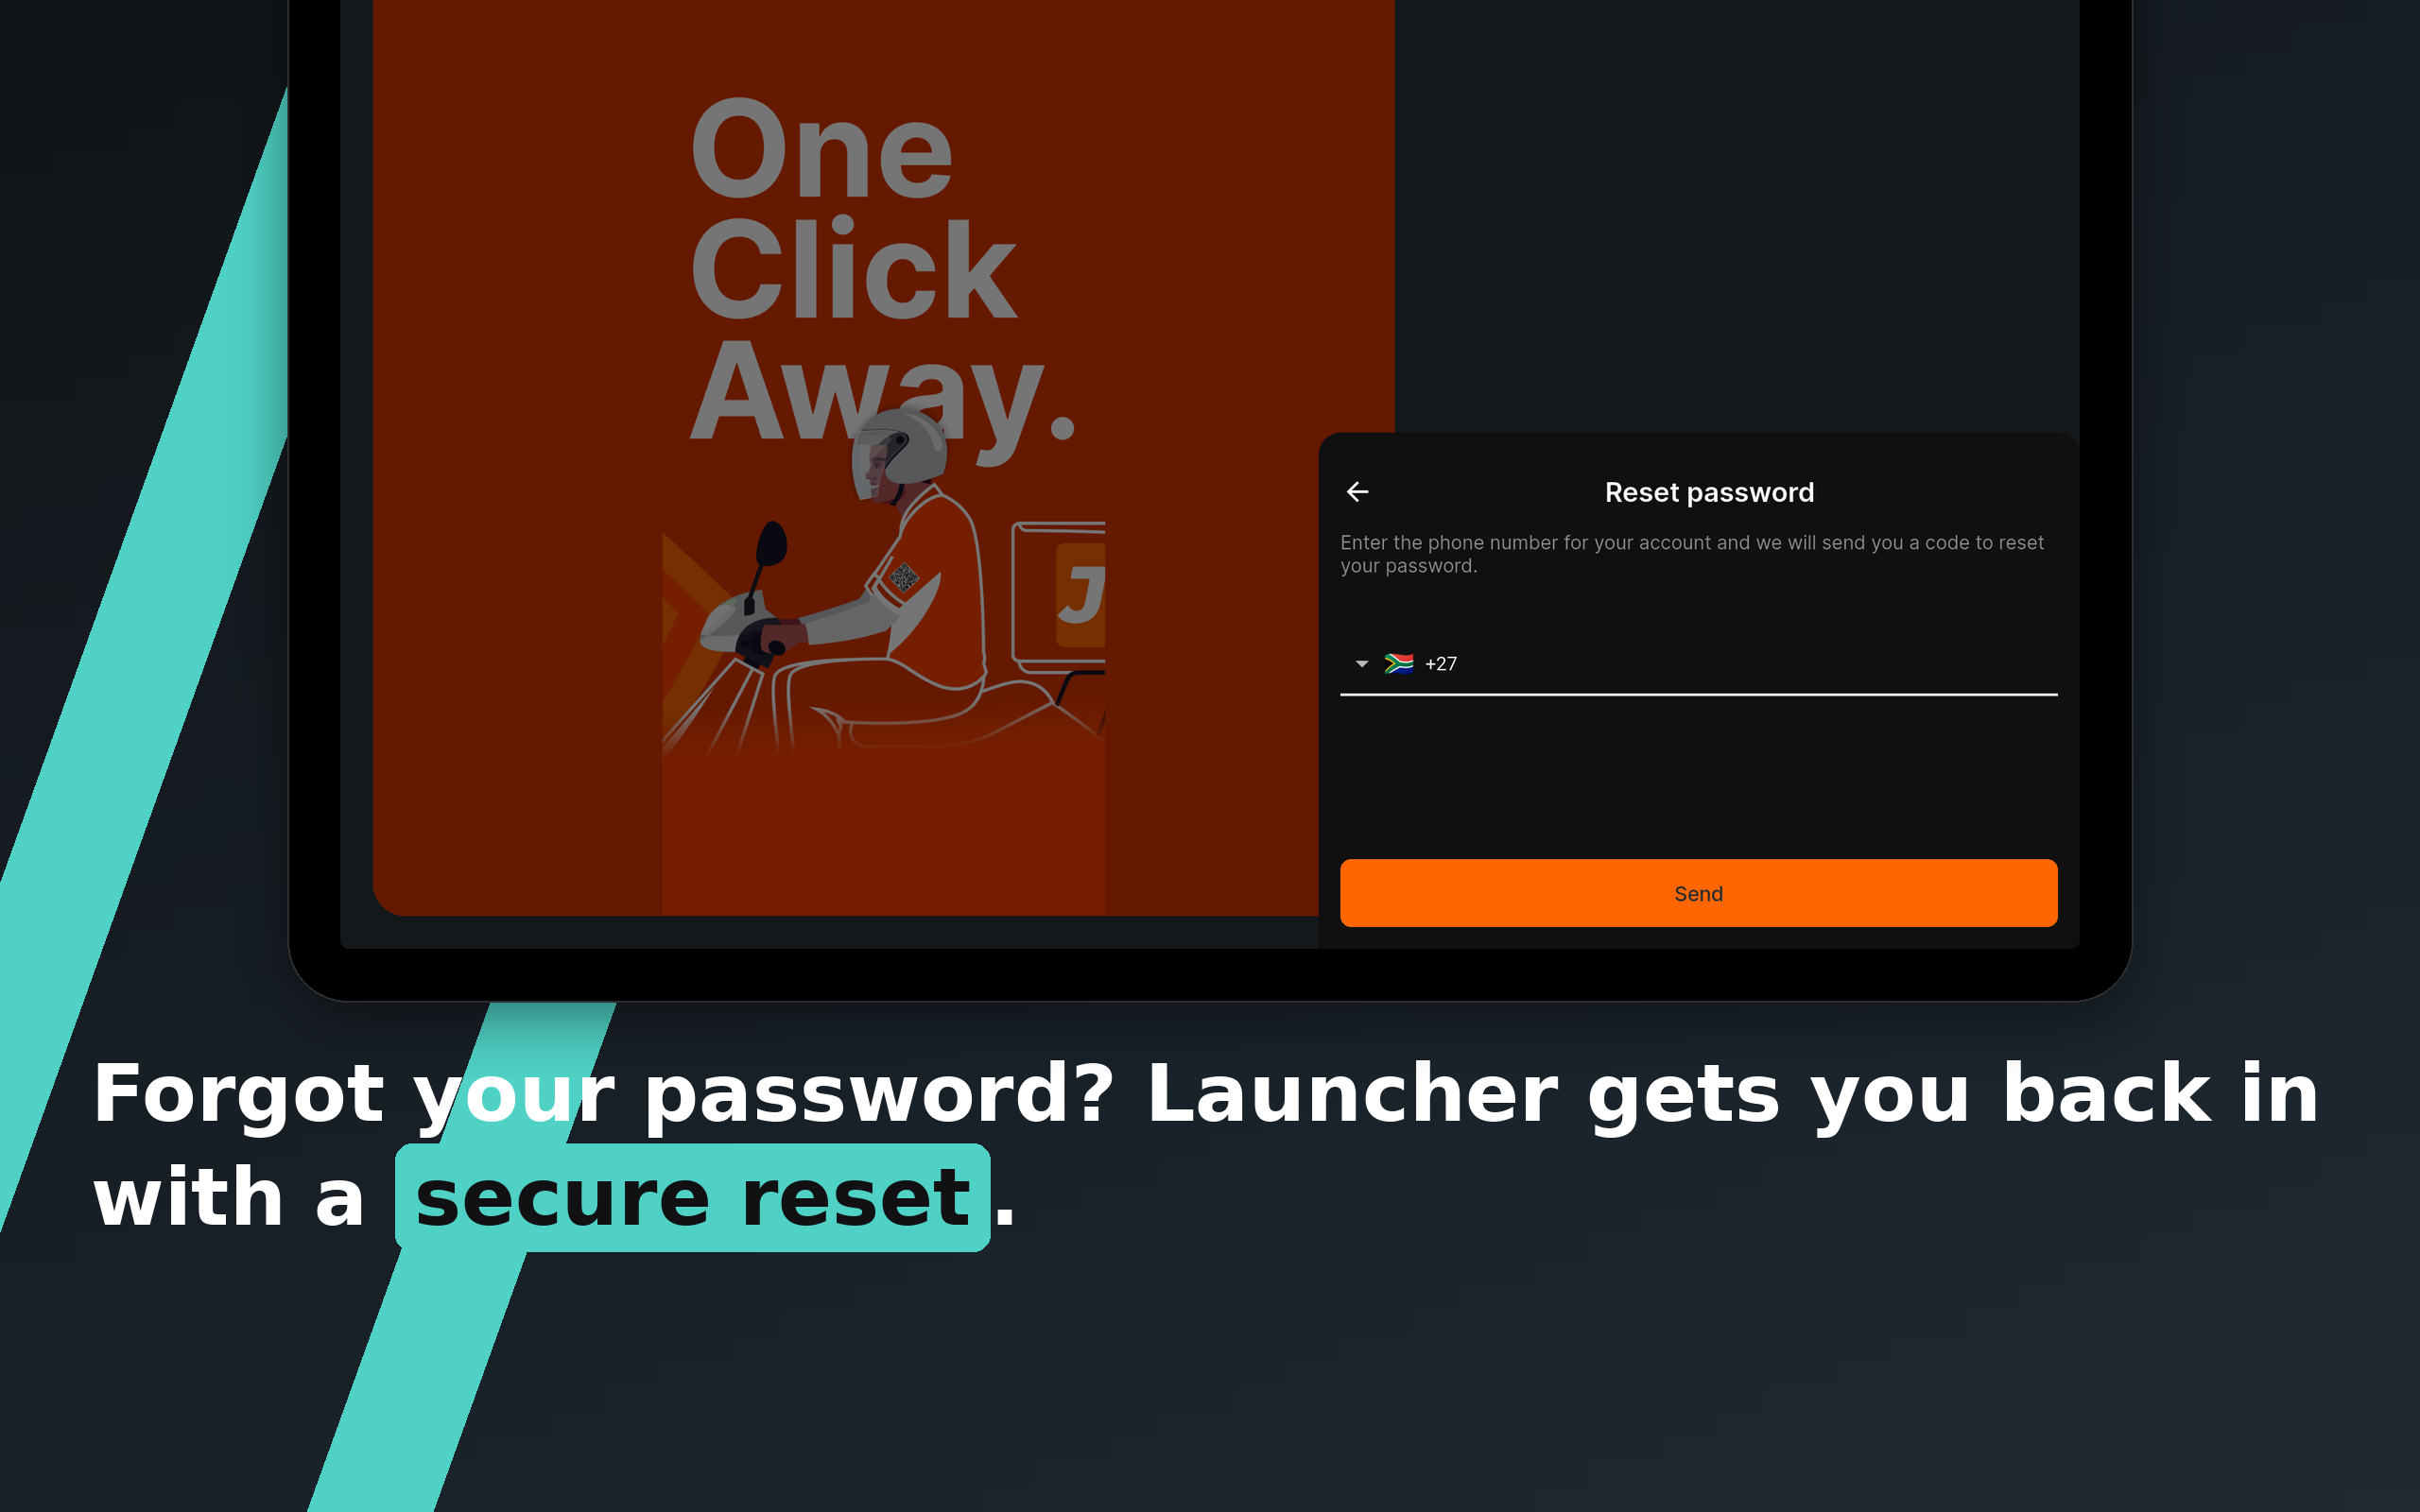 One
Click
Away.
J
Reset password
Enter the phone number for your account and we will send you a code to reset
your password.
+27
Send
Forgot your password? Launcher gets you back in
with a secure reset.